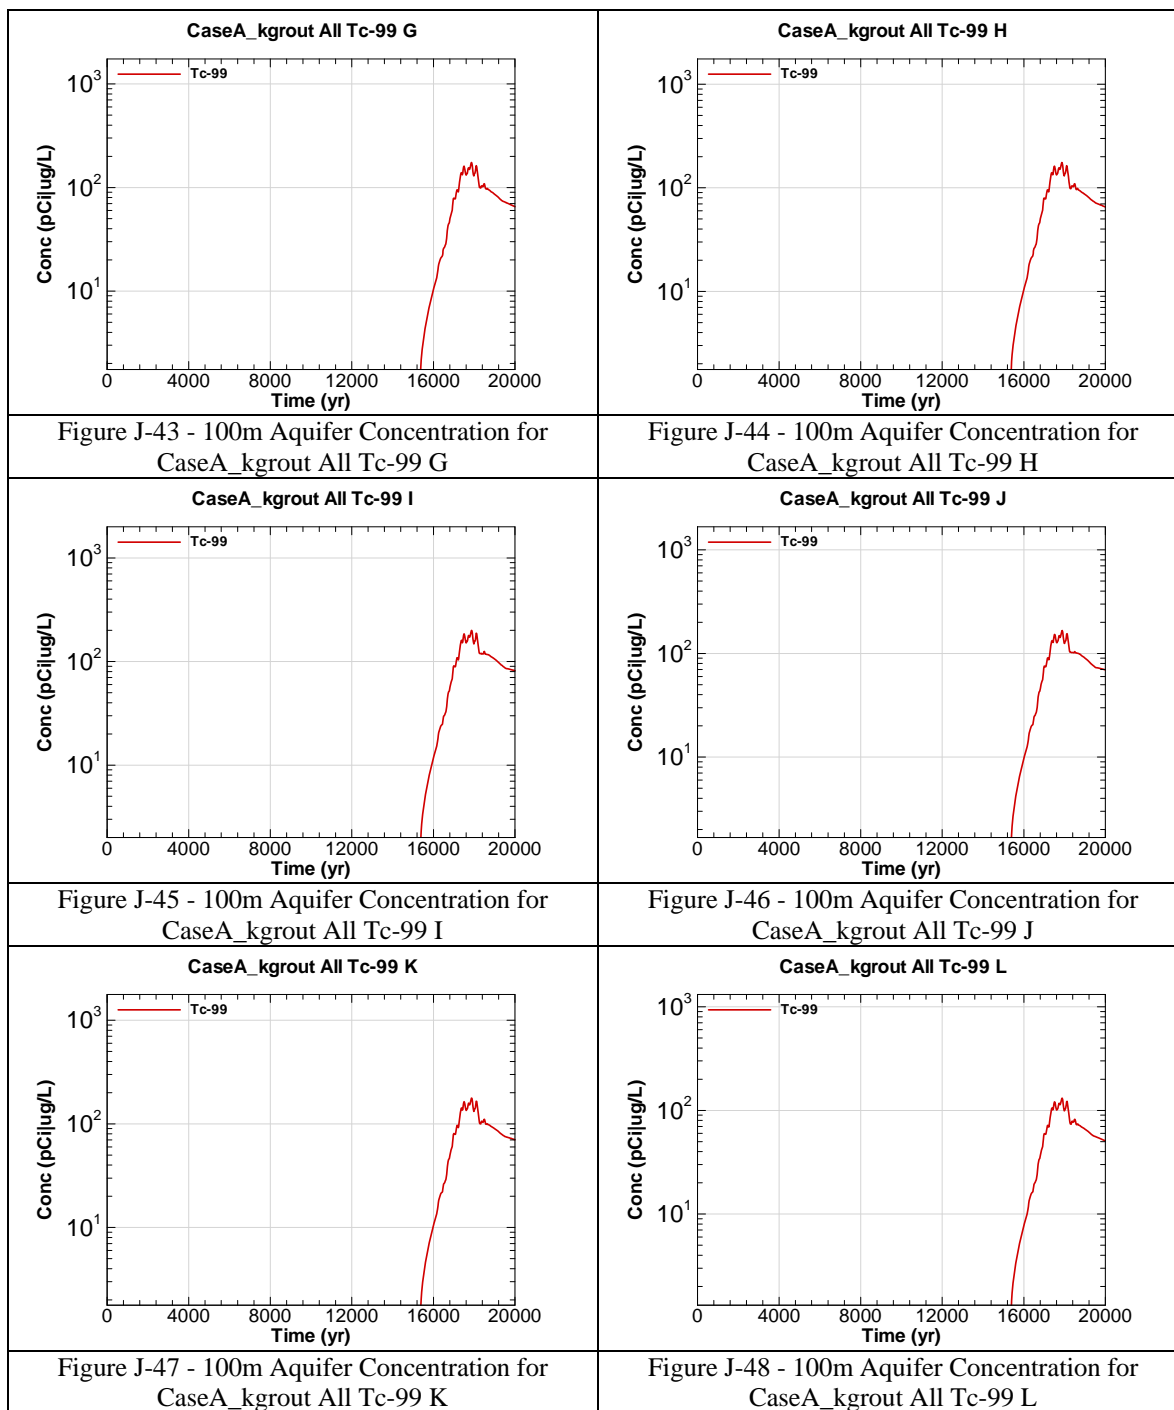 CaseA_kgrout All Tc-99 G
Tc-99
10^3
10^2
10^1
Conc (pCi|ug/L)
0 4000 8000 12000 16000 20000
Time (yr)
Figure J-43 - 100m Aquifer Concentration for
CaseA_kgrout All Tc-99 G
CaseA_kgrout All Tc-99 H
Tc-99
10^3
10^2
10^1
Conc (pCi|ug/L)
0 4000 8000 12000 16000 20000
Time (yr)
Figure J-44 - 100m Aquifer Concentration for
CaseA_kgrout All Tc-99 H
CaseA_kgrout All Tc-99 I
Tc-99
10^3
10^2
10^1
Conc (pCi|ug/L)
0 4000 8000 12000 16000 20000
Time (yr)
Figure J-45 - 100m Aquifer Concentration for
CaseA_kgrout All Tc-99 I
CaseA_kgrout All Tc-99 J
Tc-99
10^3
10^2
10^1
Conc (pCi|ug/L)
0 4000 8000 12000 16000 20000
Time (yr)
Figure J-46 - 100m Aquifer Concentration for
CaseA_kgrout All Tc-99 J
CaseA_kgrout All Tc-99 K
Tc-99
10^3
10^2
10^1
Conc (pCi|ug/L)
0 4000 8000 12000 16000 20000
Time (yr)
Figure J-47 - 100m Aquifer Concentration for
CaseA_kgrout All Tc-99 K
CaseA_kgrout All Tc-99 L
Tc-99
10^3
10^2
10^1
Conc (pCi|ug/L)
0 4000 8000 12000 16000 20000
Time (yr)
Figure J-48 - 100m Aquifer Concentration for
CaseA_kgrout All Tc-99 L